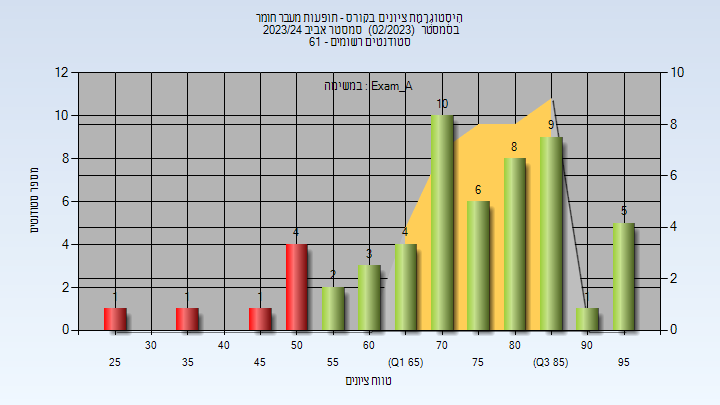 היסטוגרמת ציונים בקורס - תופעות מעבר חומר
בסמסטר (02/2023) סמסטר אביב 2023/24
סטודנטים רשומים - 61
במשימה : Exam_A
12 10 8 6 4 2 0
מספר סטודנטים
10 8 6 4 2 0
1 1 1 4 2 3 4 10 6 8 9 1 5
30 40 50 60 70 80 90
25 35 45 55 (Q1 65) 75 (Q3 85) 95
טווח ציונים